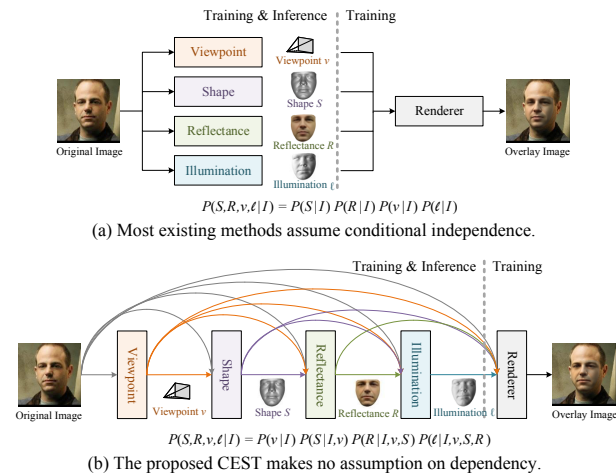 Training & Inference Training
Viewpoint
Viewpoint v
Shape
Shape S
Reflectance
Reflectance R
Illumination
Illumination ℓ
Renderer
Original Image
Overlay Image
P(S,R,v,ℓ|I) = P(S|I) P(R|I) P(v|I) P(ℓ|I)
(a) Most existing methods assume conditional independence.
Training & Inference Training
Viewpoint
Shape
Reflectance
Illumination
Renderer
Original Image
Viewpoint v
Shape S
Reflectance R
Illumination ℓ
Overlay Image
P(S,R,v,ℓ|I) = P(v|I) P(S|I,v) P(R|I,v,S) P(ℓ|I,v,S,R)
(b) The proposed CEST makes no assumption on dependency.